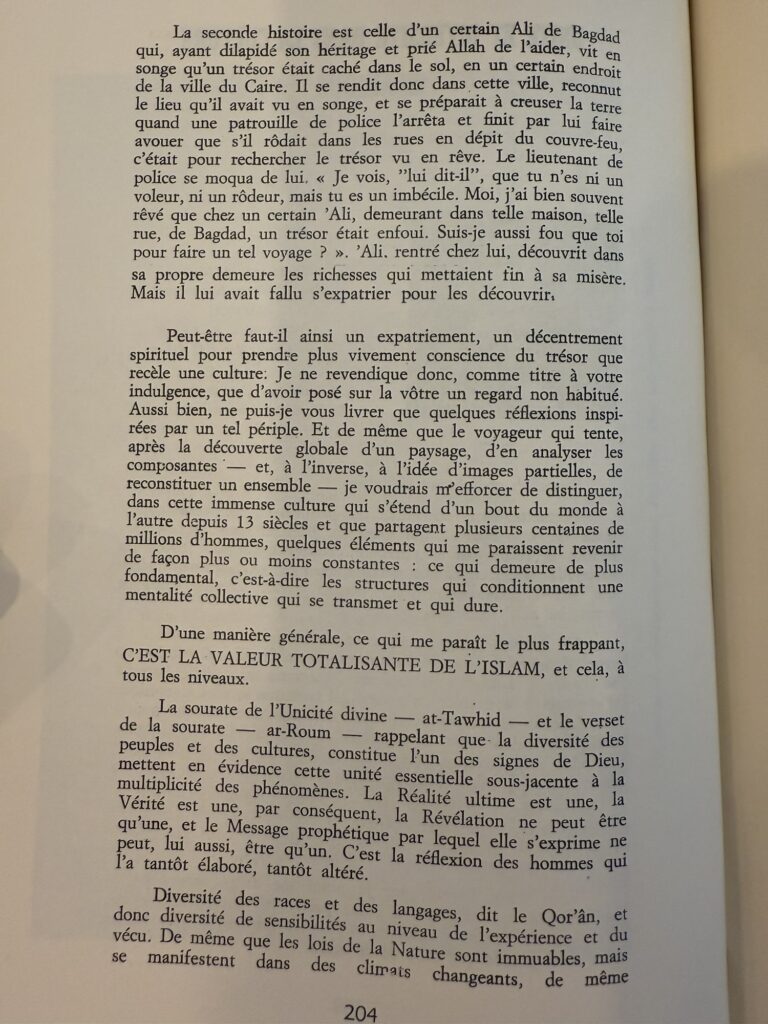 La seconde histoire est celle d'un certain Ali de Bagdad
qui, ayant dilapidé son héritage et prié Allah de l'aider, vit en
songe qu'un trésor était caché dans le sol, en un certain endroit
de la ville du Caire. Il se rendit donc dans cette ville, reconnut
le lieu qu'il avait vu en songe, et se préparait à creuser la terre
quand une patrouille de police l'arrêta et finit par lui faire
avouer que s'il rôdait dans les rues en dépit du couvre-feu,
c'était pour rechercher le trésor vu en rêve. Le lieutenant de
police se moqua de lui. « Je vois, "lui dit-il", que tu n'es ni un
voleur, ni un rôdeur, mais tu es un imbécile. Moi, j'ai bien souvent
rêvé que chez un certain 'Ali, demeurant dans telle maison, telle
rue, de Bagdad, un trésor était enfoui. Suis-je aussi fou que toi
pour faire un tel voyage ? ». 'Ali. rentré chez lui, découvrit dans
sa propre demeure les richesses qui mettaient fin à sa misère.
Mais il lui avait fallu s'expatrier pour les découvrir.
Peut-être faut-il ainsi un expatriement, un décentrement
spirituel pour prendre plus vivement conscience du trésor que
recèle une culture. Je ne revendique donc, comme titre à votre
indulgence, que d'avoir posé sur la vôtre un regard non habitué.
Aussi bien, ne puis-je vous livrer que quelques réflexions inspi-
rées par un tel périple. Et de même que le voyageur qui tente,
après la découverte globale d'un paysage, d'en analyser les
composantes — et, à l'inverse, à l'idée d'images partielles, de
reconstituer un ensemble — je voudrais m'efforcer de distinguer,
dans cette immense culture qui s'étend d'un bout du monde à
l'autre depuis 13 siècles et que partagent plusieurs centaines de
millions d'hommes, quelques éléments qui me paraissent revenir
de façon plus ou moins constantes : ce qui demeure de plus
fondamental, c'est-à-dire les structures qui conditionnent une
mentalité collective qui se transmet et qui dure.
D'une manière générale, ce qui me paraît le plus frappant,
C'EST LA VALEUR TOTALISANTE DE L'ISLAM, et cela, à
tous les niveaux.
La sourate de l'Unicité divine — at-Tawhid — et le verset
de la sourate — ar-Roum — rappelant que la diversité des
peuples et des cultures, constitue l'un des signes de Dieu,
mettent en évidence cette unité essentielle sous-jacente à la
multiplicité des phénomènes. La Réalité ultime est une, la
Vérité est une, par conséquent, la Révélation ne peut être
qu'une, et le Message prophétique par lequel elle s'exprime ne
peut, lui aussi, être qu'un. C'est la réflexion des hommes qui
l'a tantôt élaboré, tantôt altéré.
Diversité des races et des langages, dit le Qor'ân, et
donc diversité de sensibilités au niveau de l'expérience et du
vécu. De même que les lois de la Nature sont immuables, mais
se manifestent dans des climats changeants, de même
204